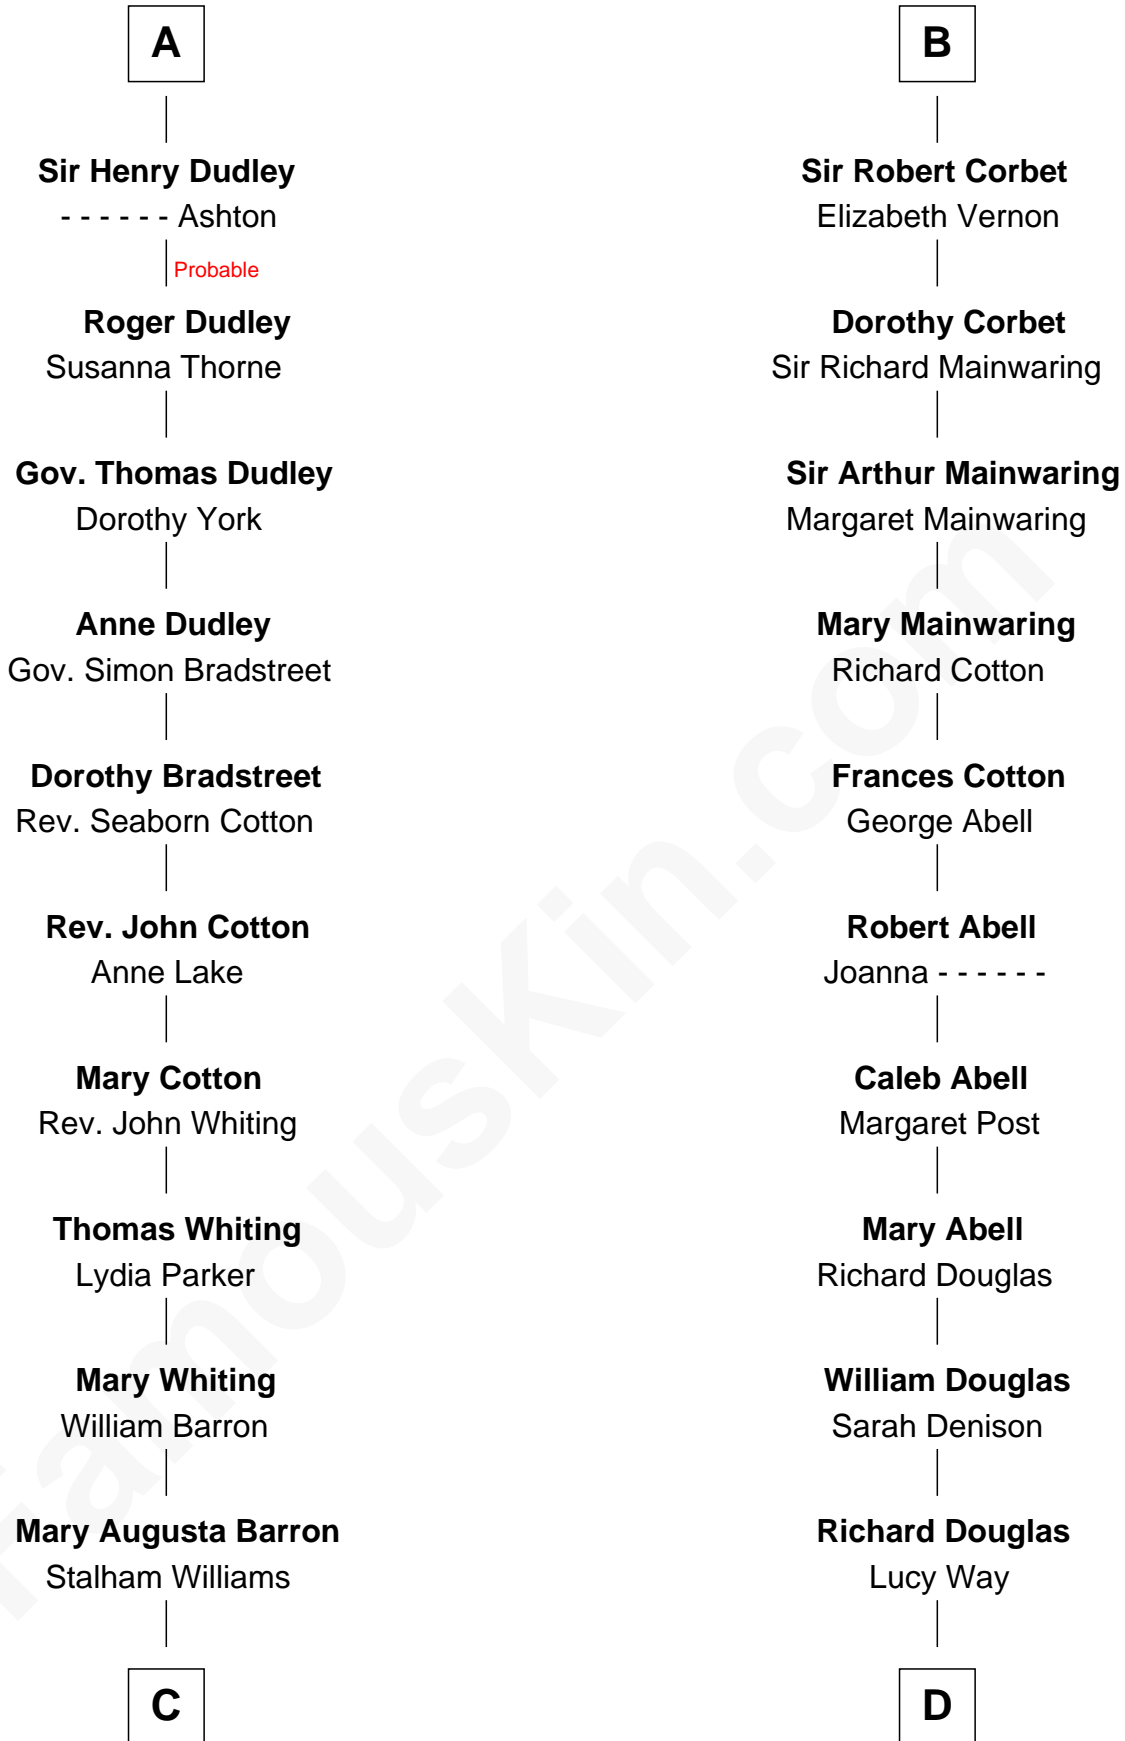 A
Sir Henry Dudley
- - - - - - Ashton
Probable
Roger Dudley
Susanna Thorne
Gov. Thomas Dudley
Dorothy York
Anne Dudley
Gov. Simon Bradstreet
Dorothy Bradstreet
Rev. Seaborn Cotton
Rev. John Cotton
Anne Lake
Mary Cotton
Rev. John Whiting
Thomas Whiting
Lydia Parker
Mary Whiting
William Barron
Mary Augusta Barron
Stalham Williams
C
B
Sir Robert Corbet
Elizabeth Vernon
Dorothy Corbet
Sir Richard Mainwaring
Sir Arthur Mainwaring
Margaret Mainwaring
Mary Mainwaring
Richard Cotton
Frances Cotton
George Abell
Robert Abell
Joanna - - - - - -
Caleb Abell
Margaret Post
Mary Abell
Richard Douglas
William Douglas
Sarah Denison
Richard Douglas
Lucy Way
D
FamousKin.com